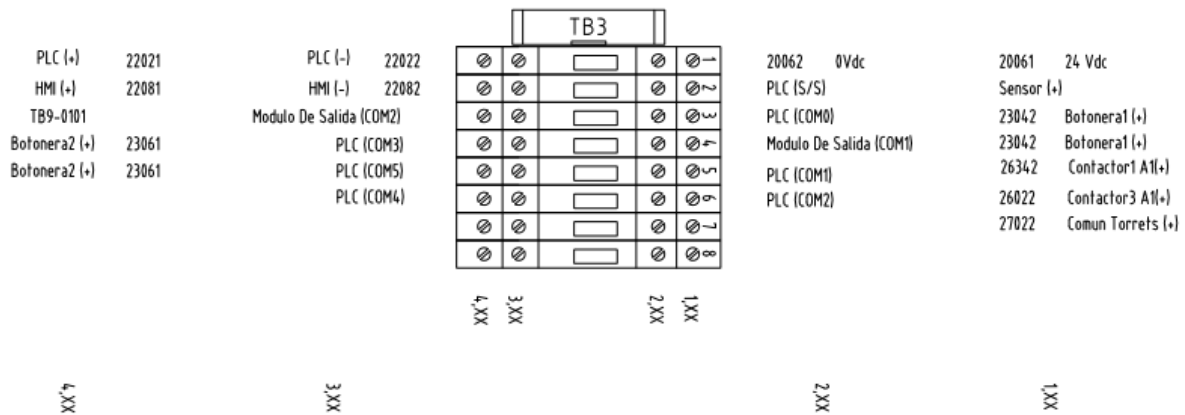 TB3
PLC (+) 22021 PLC (-) 22022 1 20062 0Vdc 20061 24 Vdc
HMI (+) 22081 HMI (-) 22082 2 PLC (S/S) Sensor (+)
TB9-0101 Modulo De Salida (COM2) 3 PLC (COM0) 23042 Botonera1 (+)
Botonera2 (+) 23061 PLC (COM3) 4 Modulo De Salida (COM1) 23042 Botonera1 (+)
Botonera2 (+) 23061 PLC (COM5) 5 PLC (COM1) 26342 Contactor1 A1(+)
PLC (COM4) 6 PLC (COM2) 26022 Contactor3 A1(+)
7 27022 Comun Torrets (+)
8
4,XX 3,XX 2,XX 1,XX
4,XX 3,XX 2,XX 1,XX